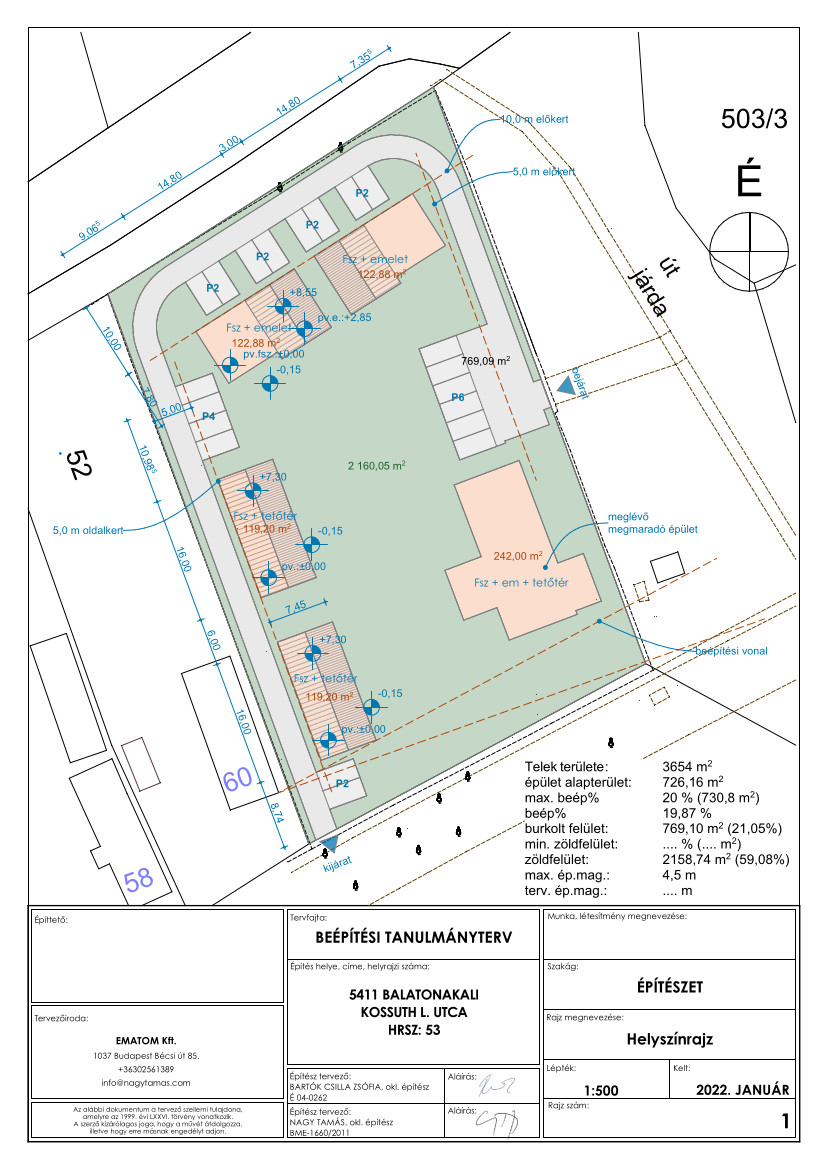 7,35⁵
14,80
3,00
14,80
9,06⁵
10,0 m előkert
5,0 m előkert
503/3
É
út
járda
P2
P2
P2
P2
Fsz + emelet
122,88 m²
+8,55
pv.e.:+2,85
Fsz + emelet
122,88 m²
pv.fsz.:±0,00
-0,15
10,00
7,80
5,00
P4
P6
769,09 m²
bejárat
52
10,98⁵
2 160,05 m²
+7,30
Fsz + tetőtér
119,20 m²
-0,15
pv.:±0,00
5,0 m oldalkert
16,00
meglévő
megmaradó épület
242,00 m²
Fsz + em + tetőtér
7,45
6,00
+7,30
Fsz + tetőtér
119,20 m²
-0,15
pv.:±0,00
beépítési vonal
16,00
60
P2
8,74
58
kijárat
Telek területe: 3654 m²
épület alapterület: 726,16 m²
max. beép% 20 % (730,8 m²)
beép% 19,87 %
burkolt felület: 769,10 m² (21,05%)
min. zöldfelület: .... % (.... m²)
zöldfelület: 2158,74 m² (59,08%)
max. ép.mag.: 4,5 m
terv. ép.mag.: .... m
Építtető:
Tervezőiroda:
EMATOM Kft.
1037 Budapest Bécsi út 85.
+36302561389
info@nagytamas.com
Az alábbi dokumentum a tervező szellemi tulajdona,
amelyre az 1999. évi LXXVI. törvény vonatkozik.
A szerző kizárólagos joga, hogy a művét átdolgozza,
illetve hogy erre másnak engedélyt adjon.
Tervfajta:
BEÉPÍTÉSI TANULMÁNYTERV
Építés helye, címe, helyrajzi száma:
5411 BALATONAKALI
KOSSUTH L. UTCA
HRSZ: 53
Építész tervező:
BARTÓK CSILLA ZSÓFIA, okl. építész
É 04-0262
Aláírás:
Építész tervező:
NAGY TAMÁS, okl. építész
BME-1660/2011
Aláírás:
Munka, létesítmény megnevezése:
Szakág:
ÉPÍTÉSZET
Rajz megnevezése:
Helyszínrajz
Lépték:
1:500
Kelt:
2022. JANUÁR
Rajz szám:
1